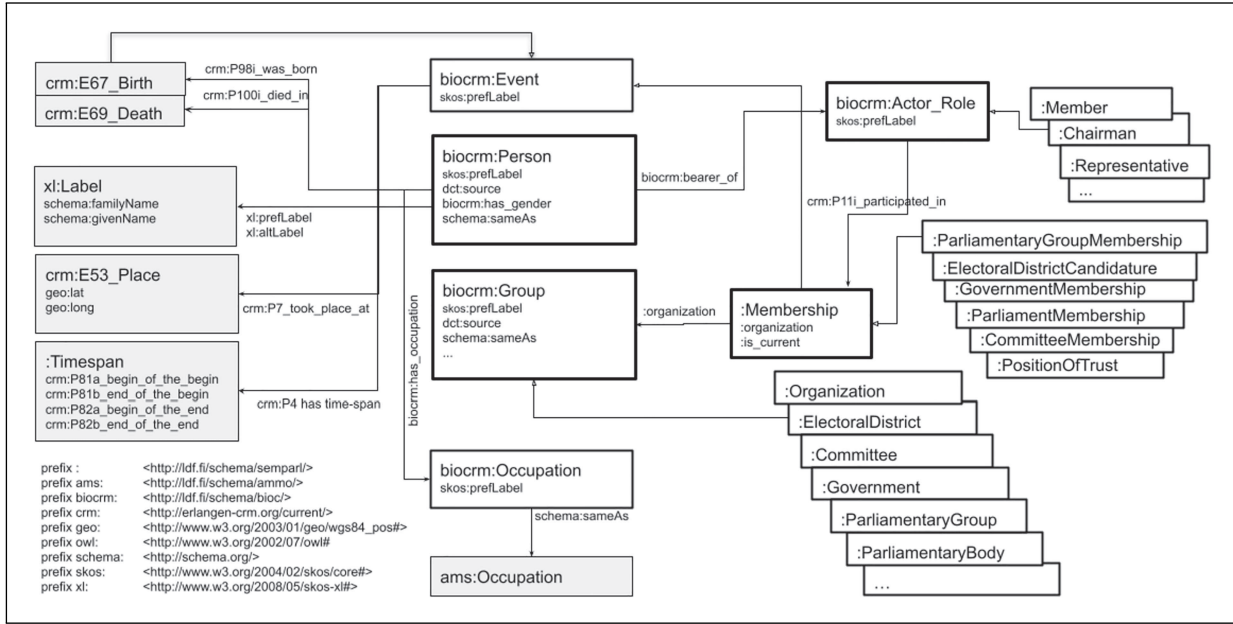 crm:E67_Birth
crm:E69_Death
crm:P98i_was_born
crm:P100i_died_in
biocrm:Event
skos:prefLabel
biocrm:Actor_Role
skos:prefLabel
:Member
:Chairman
:Representative
...
xl:Label
schema:familyName
schema:givenName
xl:prefLabel
xl:altLabel
biocrm:Person
skos:prefLabel
dct:source
biocrm:has_gender
schema:sameAs
biocrm:bearer_of
crm:P11i_participated_in
crm:E53_Place
geo:lat
geo:long
crm:P7_took_place_at
biocrm:has_occupation
biocrm:Group
skos:prefLabel
dct:source
schema:sameAs
...
:organization
:Membership
:organization
:is_current
:ParliamentaryGroupMembership
:ElectoralDistrictCandidature
:GovernmentMembership
:ParliamentMembership
:CommitteeMembership
:PositionOfTrust
:Timespan
crm:P81a_begin_of_the_begin
crm:P81b_end_of_the_begin
crm:P82a_begin_of_the_end
crm:P82b_end_of_the_end
crm:P4 has time-span
:Organization
:ElectoralDistrict
:Committee
:Government
:ParliamentaryGroup
:ParliamentaryBody
...
biocrm:Occupation
skos:prefLabel
schema:sameAs
ams:Occupation
prefix : <http://ldf.fi/schema/semparl/>
prefix ams: <http://ldf.fi/schema/ammo/>
prefix biocrm: <http://ldf.fi/schema/bioc/>
prefix crm: <http://erlangen-crm.org/current/>
prefix geo: <http://www.w3.org/2003/01/geo/wgs84_pos#>
prefix owl: <http://www.w3.org/2002/07/owl#
prefix schema: <http://schema.org/>
prefix skos: <http://www.w3.org/2004/02/skos/core#>
prefix xl: <http://www.w3.org/2008/05/skos-xl#>